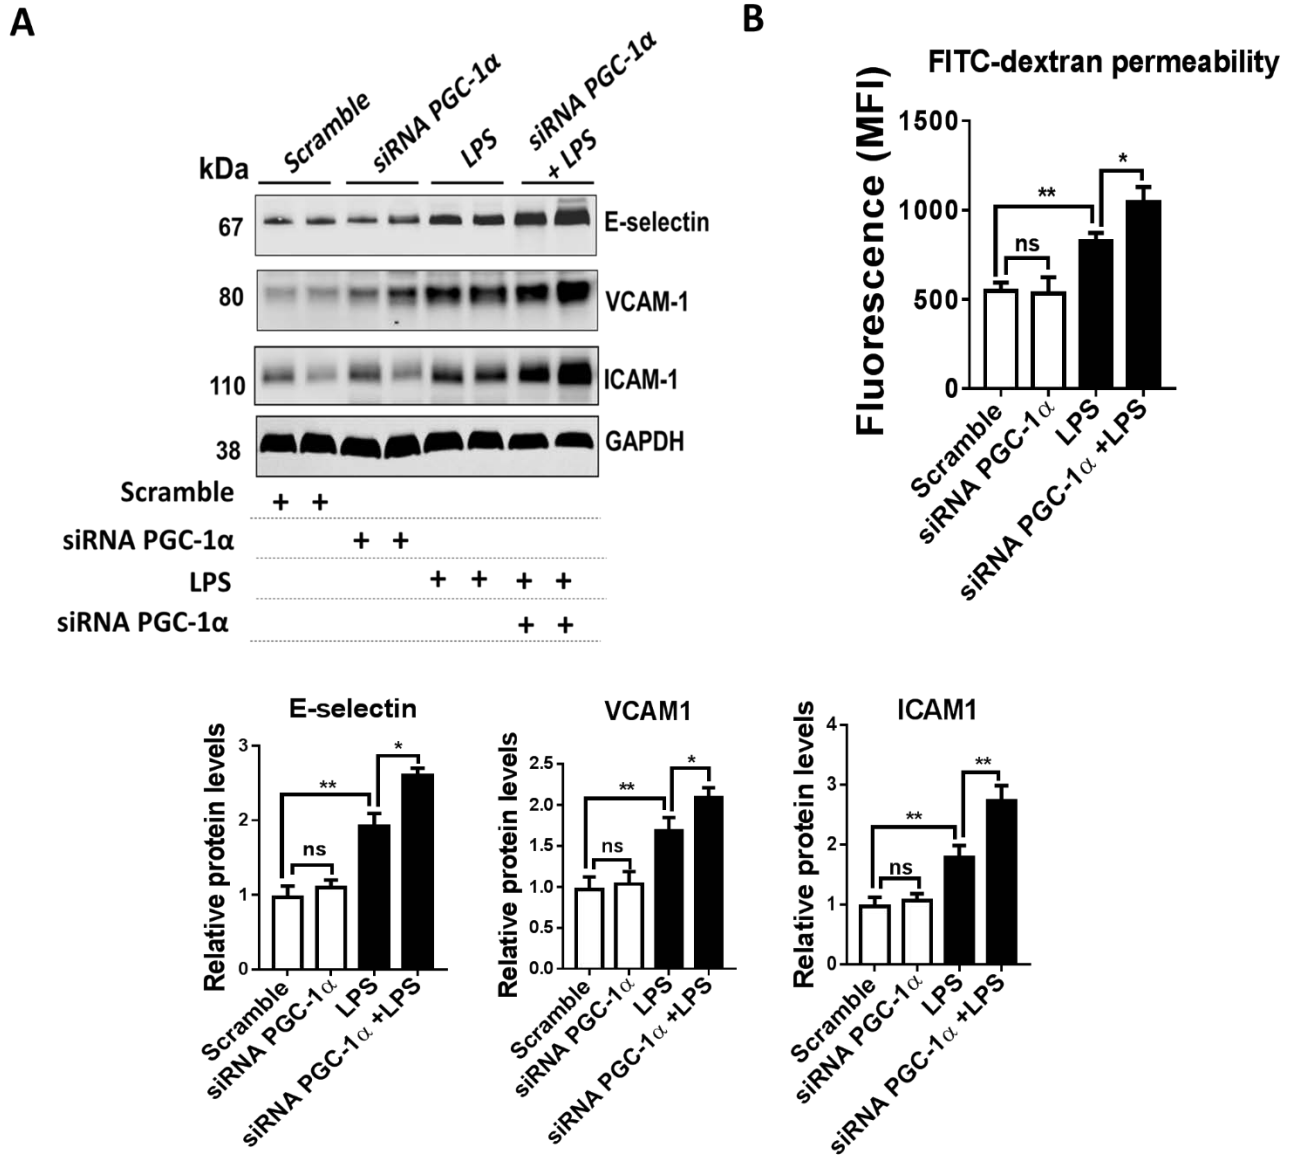 A
Scramble
siRNA PGC-1α
LPS
siRNA PGC-1α
+ LPS
kDa
67
E-selectin
80
VCAM-1
110
ICAM-1
38
GAPDH
Scramble + +
siRNA PGC-1α + +
LPS + + + +
siRNA PGC-1α + +
B
FITC-dextran permeability
Fluorescence (MFI)
1500
1000
500
0
**
ns
*
Scramble
siRNA PGC-1α
LPS
siRNA PGC-1α +LPS
E-selectin
Relative protein levels
3
2
1
0
**
ns
*
Scramble
siRNA PGC-1α
LPS
siRNA PGC-1α +LPS
VCAM1
Relative protein levels
2.5
2.0
1.5
1.0
0.5
0.0
**
ns
*
Scramble
siRNA PGC-1α
LPS
siRNA PGC-1α +LPS
ICAM1
Relative protein levels
4
3
2
1
0
**
ns
**
Scramble
siRNA PGC-1α
LPS
siRNA PGC-1α +LPS